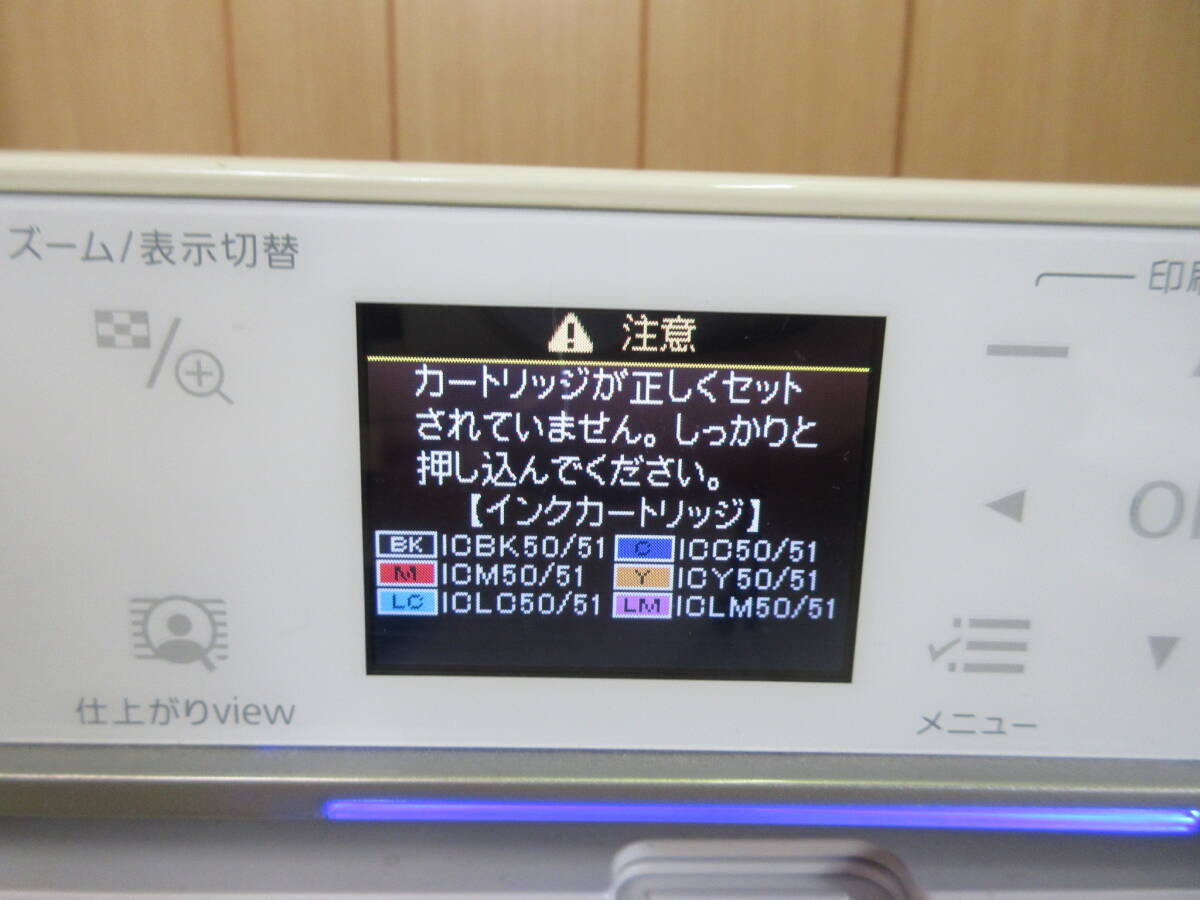 ズーム/表示切替
印刷
注意
カートリッジが正しくセット
されていません。しっかりと
押し込んでください。
【インクカートリッジ】
BK ICBK50/51 C ICC50/51
M ICM50/51 Y ICY50/51
LC ICLC50/51 LM ICLM50/51
仕上がりview
メニュー